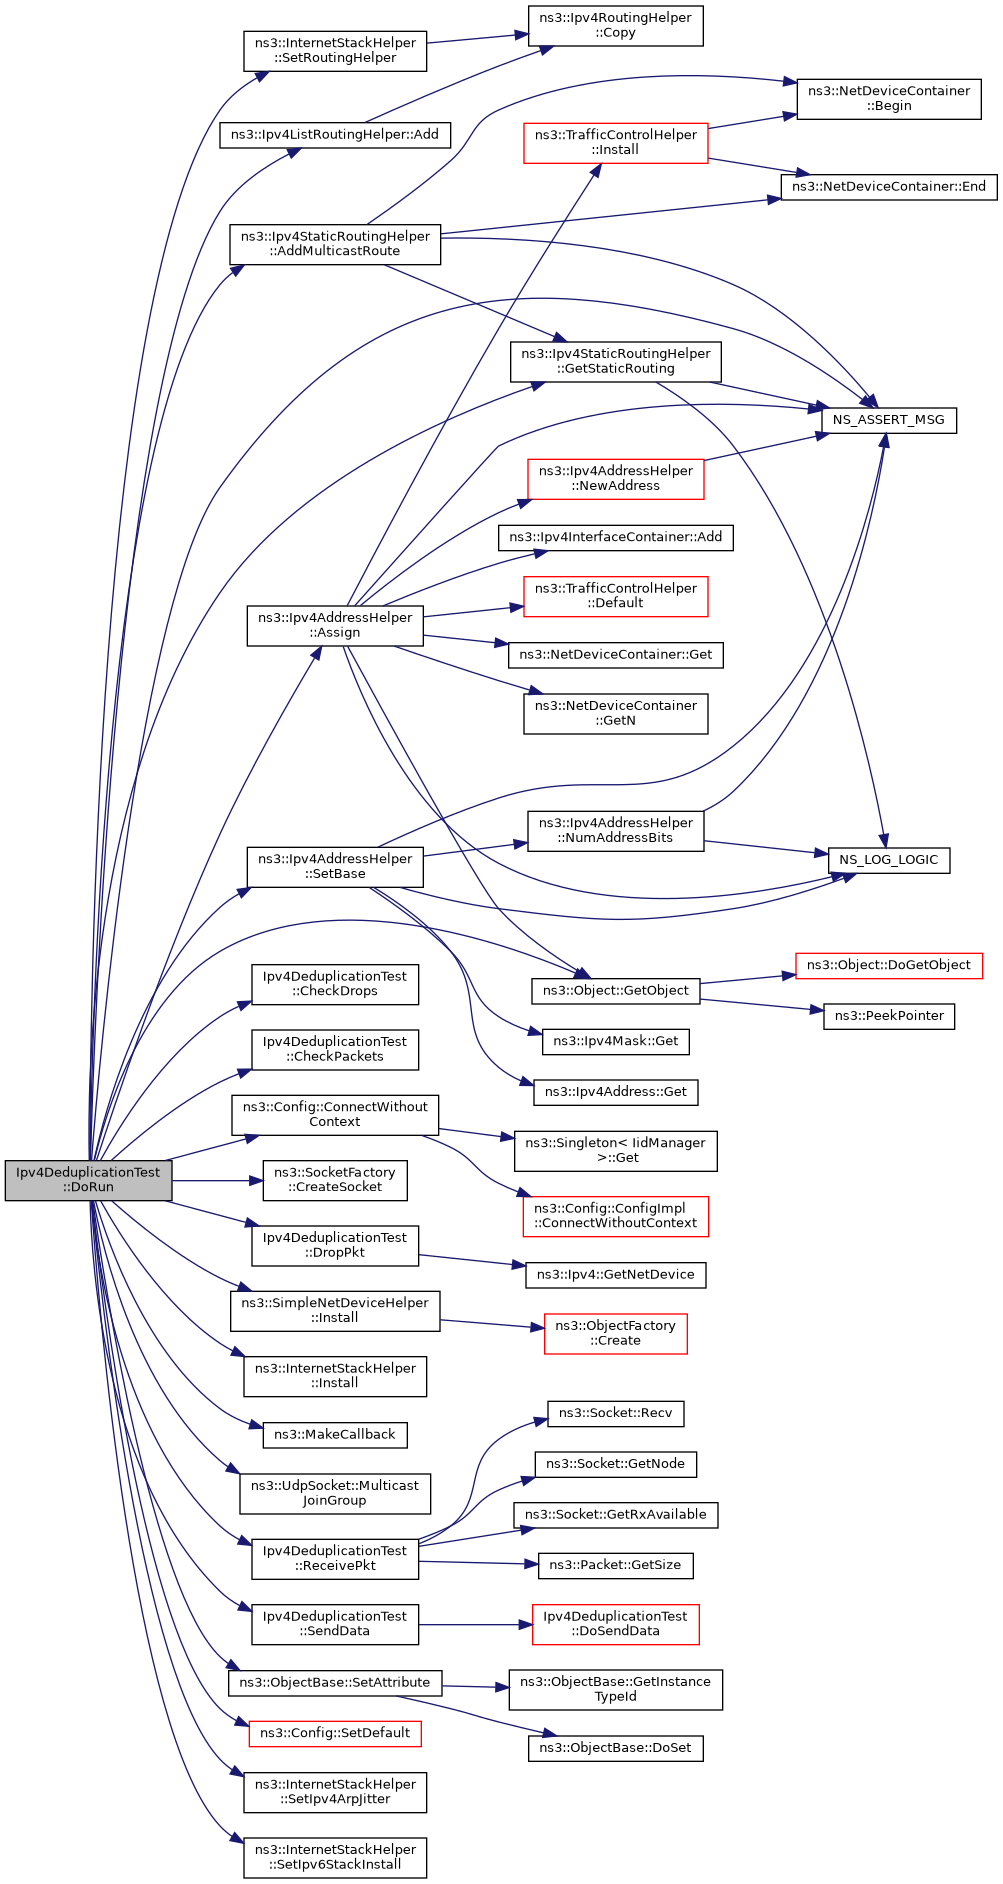 ns3::Ipv4RoutingHelper
::Copy
ns3::InternetStackHelper
::SetRoutingHelper
ns3::NetDeviceContainer
::Begin
ns3::Ipv4ListRoutingHelper::Add
ns3::TrafficControlHelper
::Install
ns3::NetDeviceContainer::End
ns3::Ipv4StaticRoutingHelper
::AddMulticastRoute
ns3::Ipv4StaticRoutingHelper
::GetStaticRouting
NS_ASSERT_MSG
ns3::Ipv4AddressHelper
::NewAddress
ns3::Ipv4InterfaceContainer::Add
ns3::TrafficControlHelper
::Default
ns3::Ipv4AddressHelper
::Assign
ns3::NetDeviceContainer::Get
ns3::NetDeviceContainer
::GetN
ns3::Ipv4AddressHelper
::NumAddressBits
ns3::Ipv4AddressHelper
::SetBase
NS_LOG_LOGIC
ns3::Object::DoGetObject
Ipv4DeduplicationTest
::CheckDrops
ns3::Object::GetObject
ns3::PeekPointer
ns3::Ipv4Mask::Get
Ipv4DeduplicationTest
::CheckPackets
ns3::Ipv4Address::Get
ns3::Config::ConnectWithout
Context
ns3::Singleton< IidManager
>::Get
Ipv4DeduplicationTest
::DoRun
ns3::SocketFactory
::CreateSocket
ns3::Config::ConfigImpl
::ConnectWithoutContext
Ipv4DeduplicationTest
::DropPkt
ns3::Ipv4::GetNetDevice
ns3::SimpleNetDeviceHelper
::Install
ns3::ObjectFactory
::Create
ns3::InternetStackHelper
::Install
ns3::Socket::Recv
ns3::MakeCallback
ns3::Socket::GetNode
ns3::UdpSocket::Multicast
JoinGroup
ns3::Socket::GetRxAvailable
Ipv4DeduplicationTest
::ReceivePkt
ns3::Packet::GetSize
Ipv4DeduplicationTest
::SendData
Ipv4DeduplicationTest
::DoSendData
ns3::ObjectBase::SetAttribute
ns3::ObjectBase::GetInstance
TypeId
ns3::Config::SetDefault
ns3::ObjectBase::DoSet
ns3::InternetStackHelper
::SetIpv4ArpJitter
ns3::InternetStackHelper
::SetIpv6StackInstall